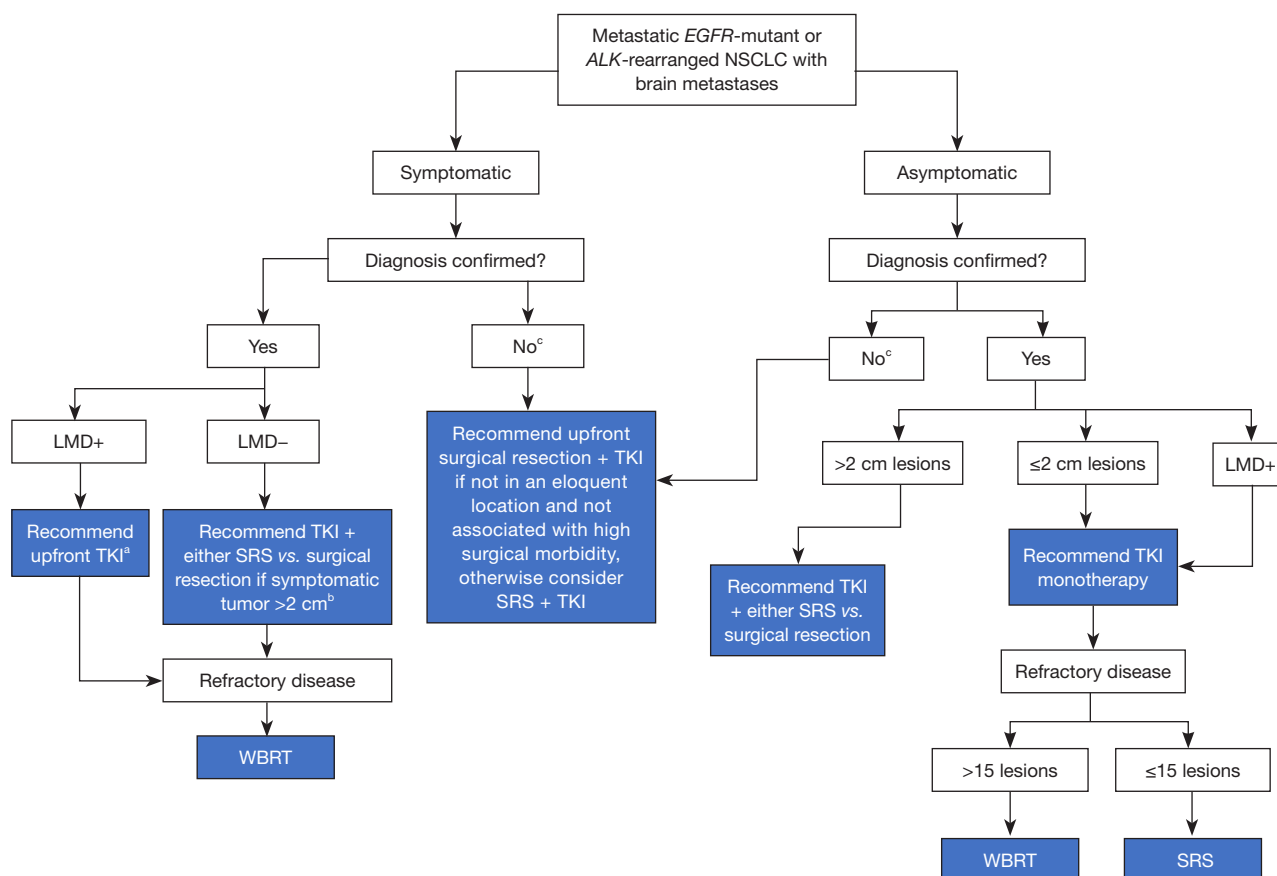 Metastatic EGFR-mutant or
ALK-rearranged NSCLC with
brain metastases
Symptomatic
Asymptomatic
Diagnosis confirmed?
Diagnosis confirmed?
Yes
No^c
No^c
Yes
LMD+
LMD−
Recommend upfront
surgical resection + TKI
if not in an eloquent
location and not
associated with high
surgical morbidity,
otherwise consider
SRS + TKI
>2 cm lesions
≤2 cm lesions
LMD+
Recommend
upfront TKI^a
Recommend TKI +
either SRS vs. surgical
resection if symptomatic
tumor >2 cm^b
Recommend TKI
+ either SRS vs.
surgical resection
Recommend TKI
monotherapy
Refractory disease
Refractory disease
WBRT
>15 lesions
≤15 lesions
WBRT
SRS